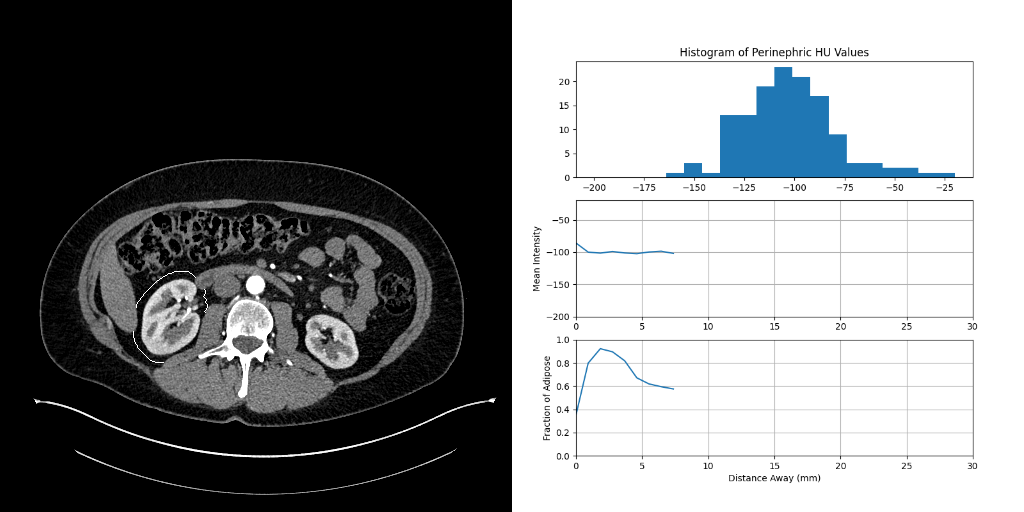 Histogram of Perinephric HU Values
20
15
10
5
0
−200 −175 −150 −125 −100 −75 −50 −25
Mean Intensity
−50
−100
−150
−200
0 5 10 15 20 25 30
Fraction of Adipose
1.0
0.8
0.6
0.4
0.2
0.0
0 5 10 15 20 25 30
Distance Away (mm)